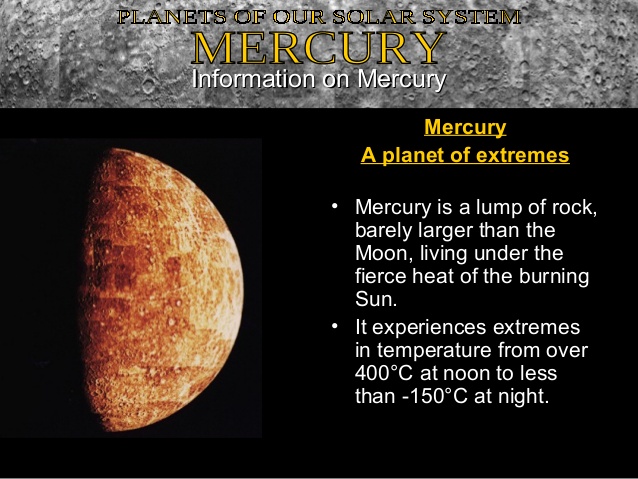 PLANETS OF OUR SOLAR SYSTEM
MERCURY
Information on Mercury
Mercury
A planet of extremes
• Mercury is a lump of rock,
barely larger than the
Moon, living under the
fierce heat of the burning
Sun.
• It experiences extremes
in temperature from over
400°C at noon to less
than -150°C at night.